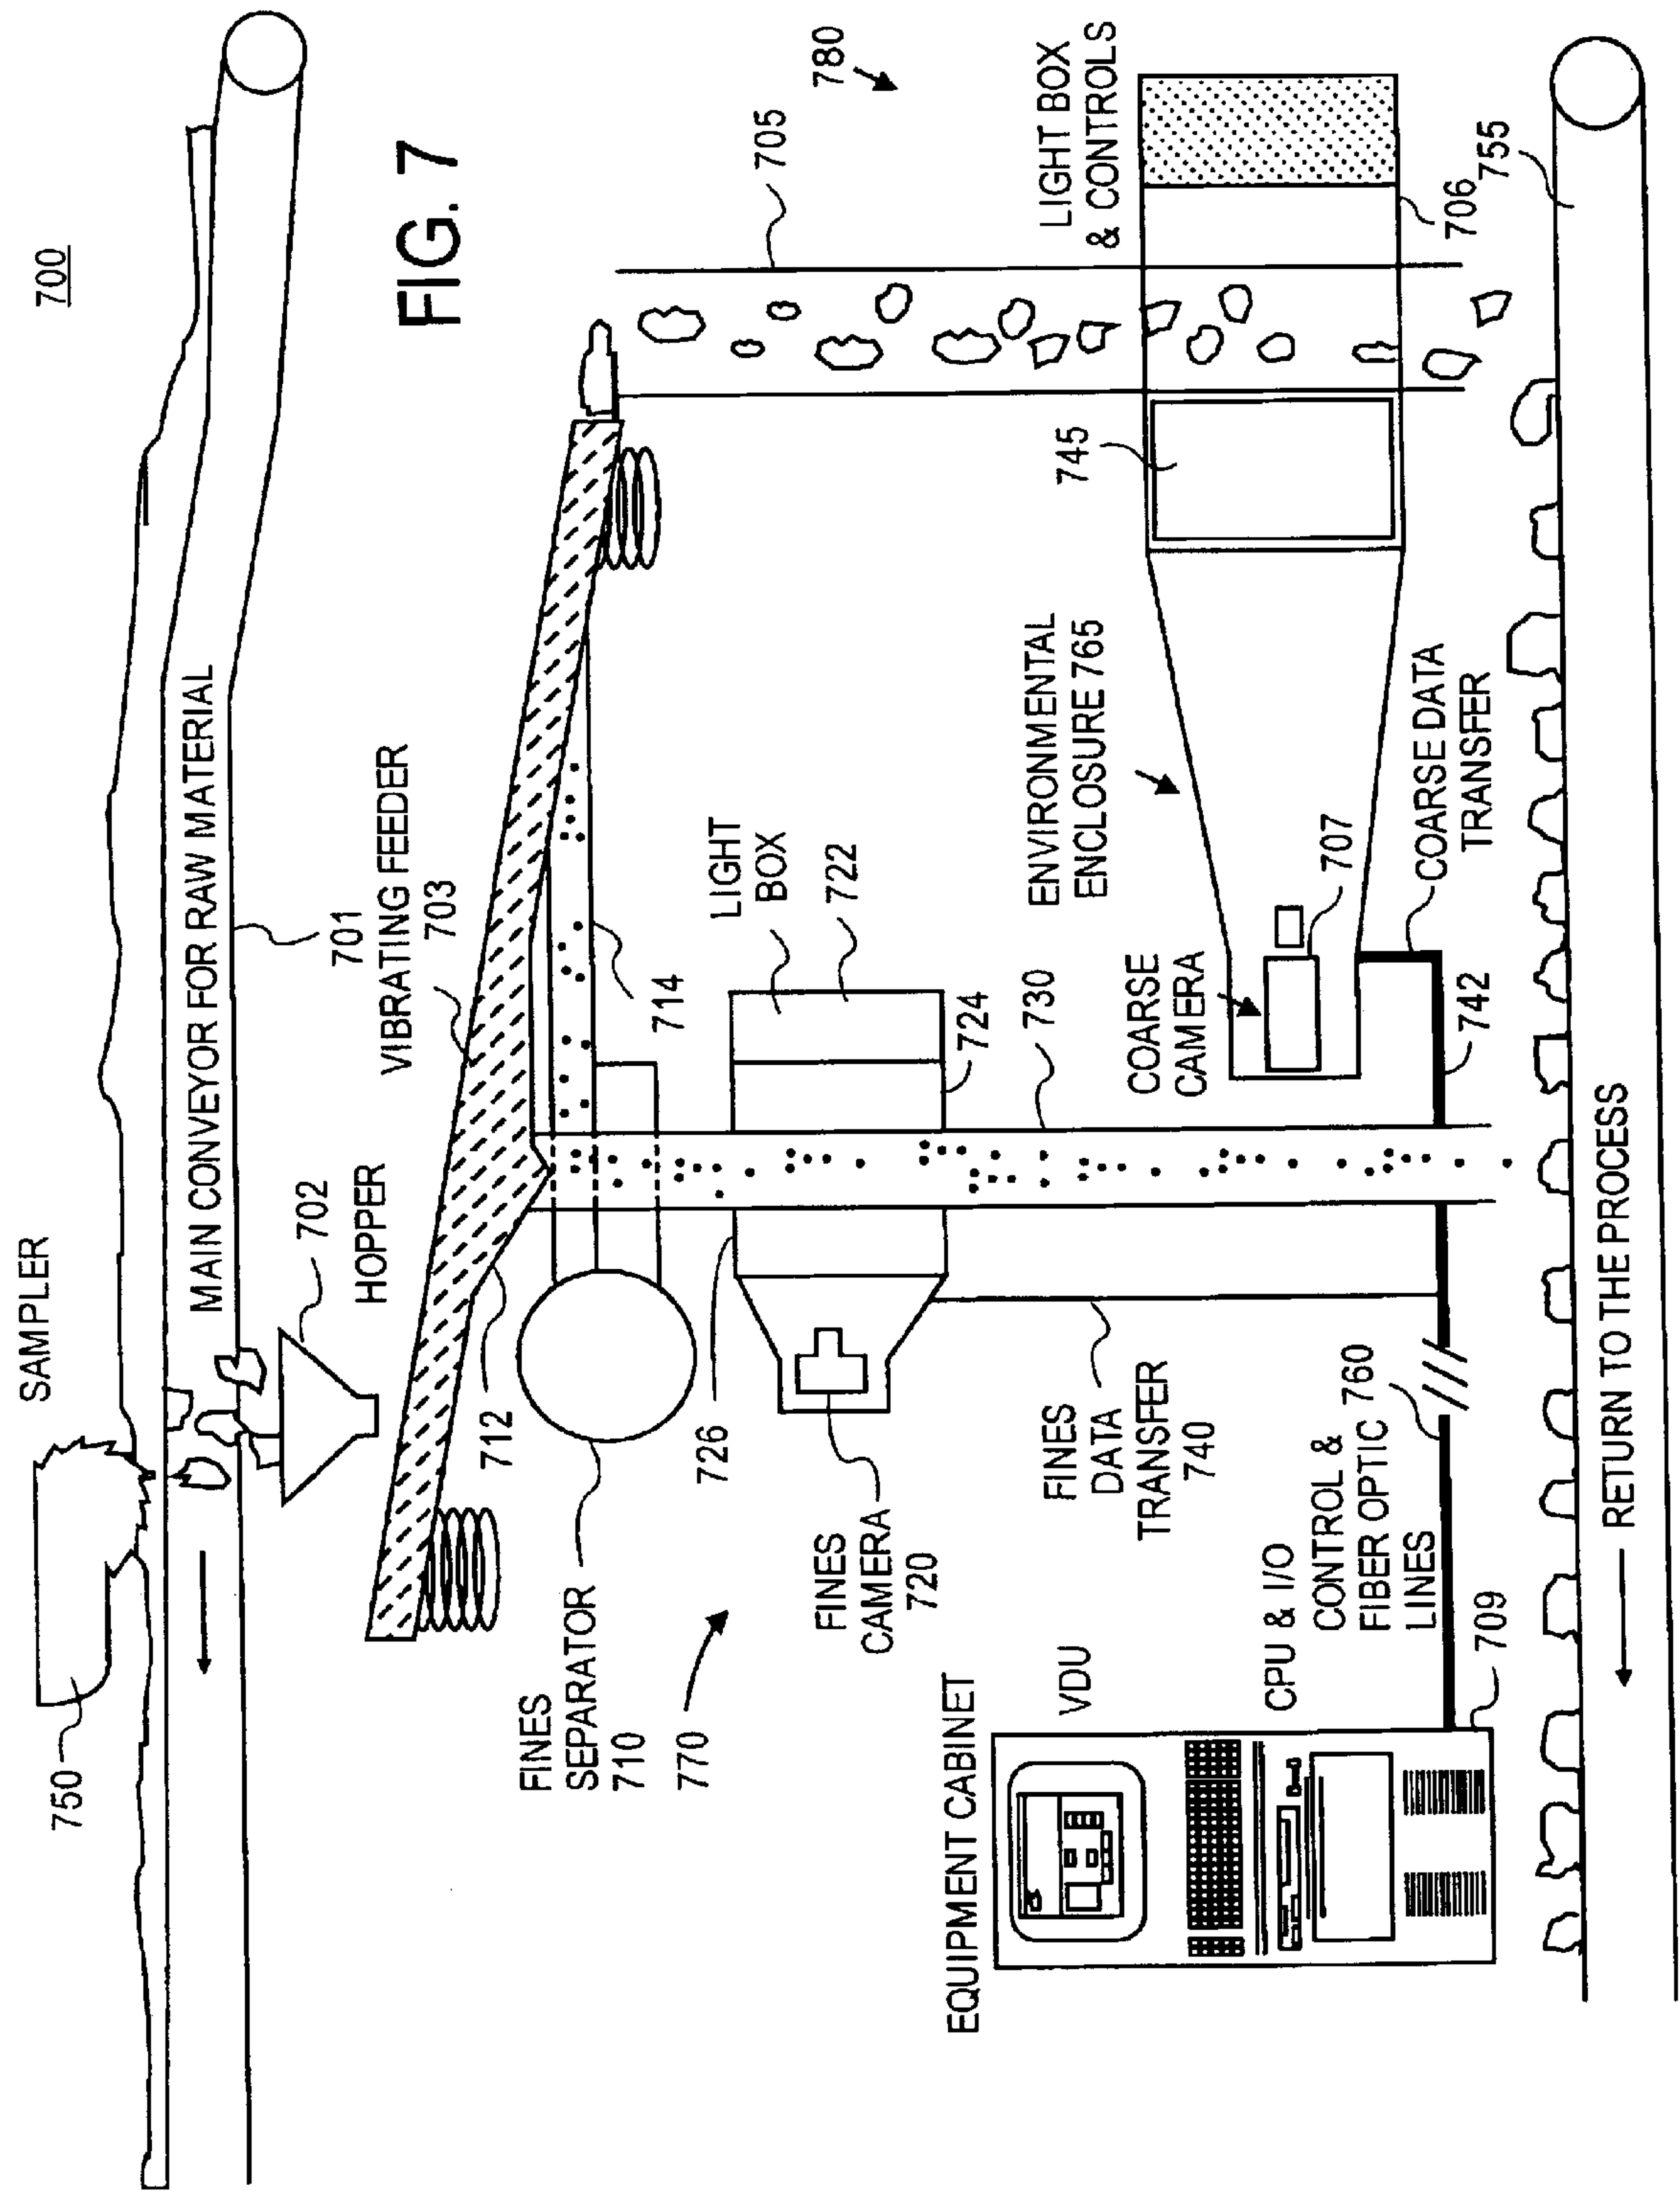 700
FIG. 7
SAMPLER
750
MAIN CONVEYOR FOR RAW MATERIAL
701
702
HOPPER
VIBRATING FEEDER
703
712
714
FINES
SEPARATOR
710
770
705
780
LIGHT
BOX
722
724
726
730
FINES
CAMERA
720
LIGHT BOX
& CONTROLS
706
745
ENVIRONMENTAL
ENCLOSURE 765
COARSE
CAMERA
707
COARSE DATA
TRANSFER
742
FINES
DATA
TRANSFER
740
EQUIPMENT CABINET
VDU
CPU & I/O
CONTROL &
FIBER OPTIC 760
LINES
709
755
RETURN TO THE PROCESS